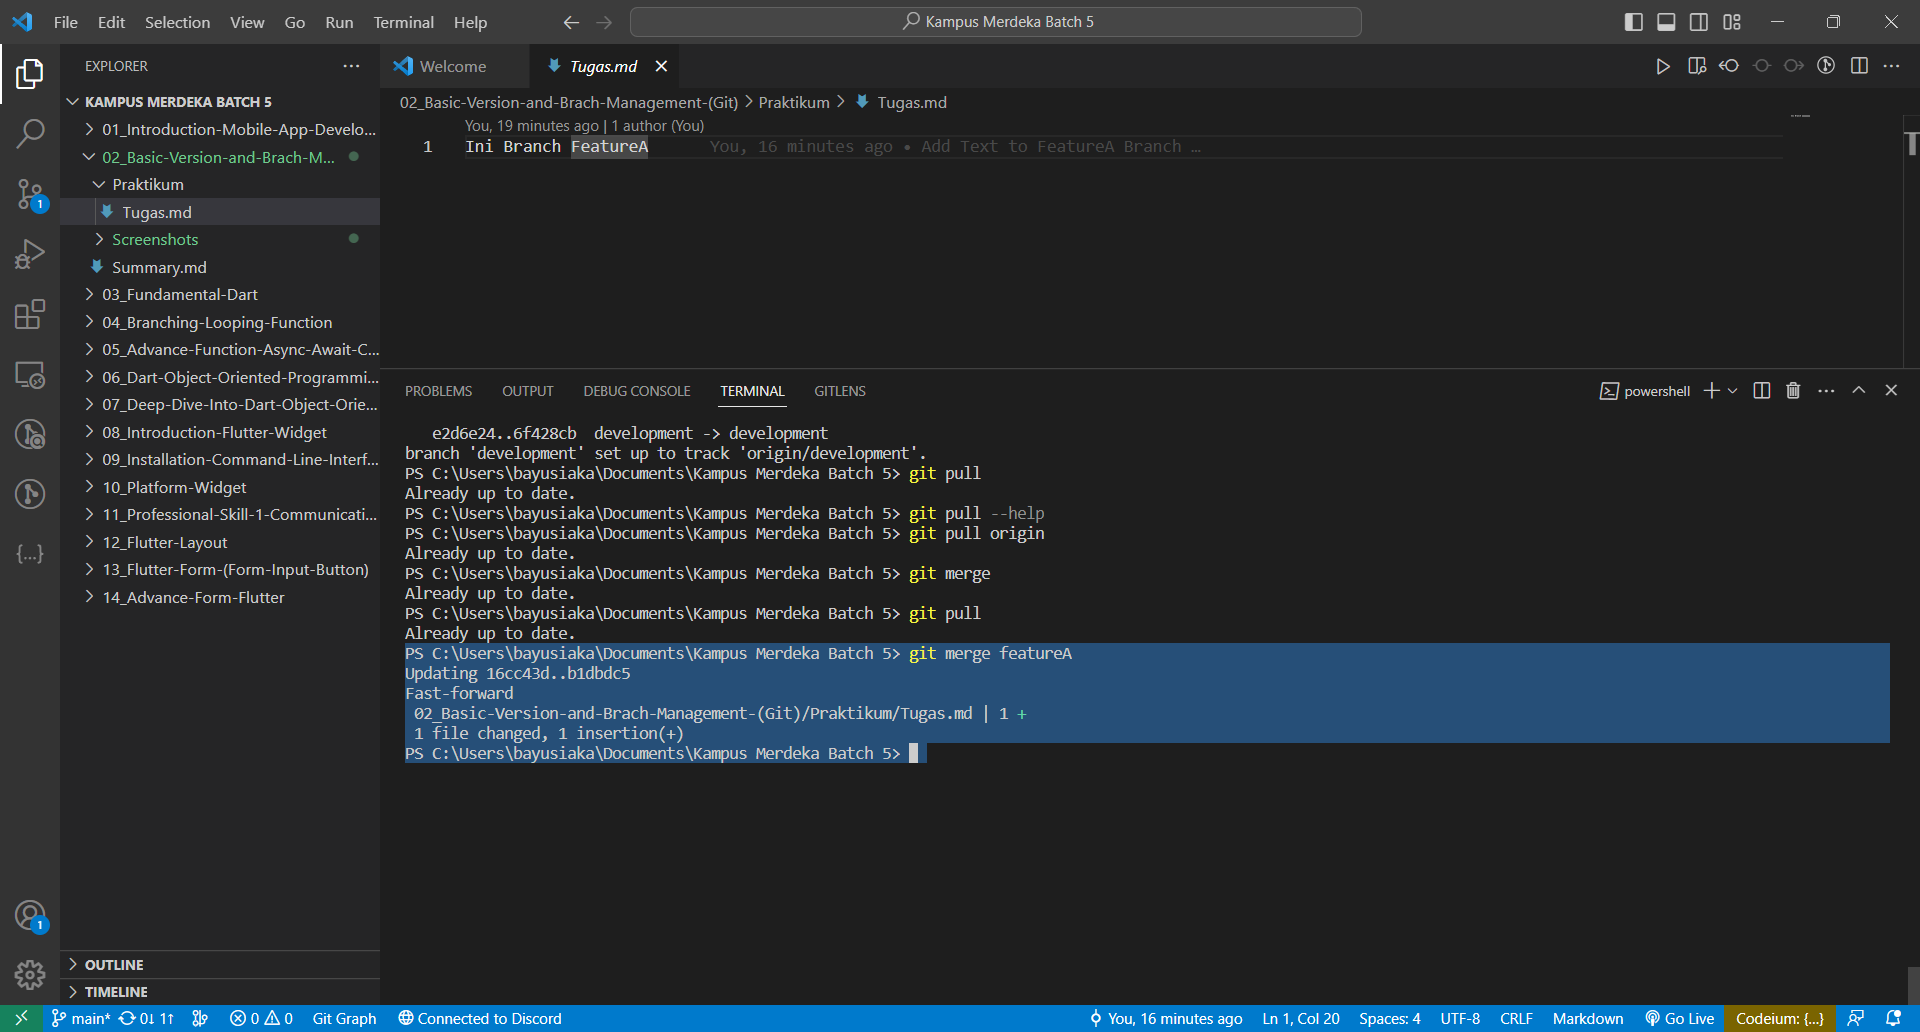 File Edit Selection View Go Run Terminal Help
Kampus Merdeka Batch 5
EXPLORER
Welcome
Tugas.md
KAMPUS MERDEKA BATCH 5
01_Introduction-Mobile-App-Develo...
02_Basic-Version-and-Brach-M...
Praktikum
Tugas.md
Screenshots
Summary.md
03_Fundamental-Dart
04_Branching-Looping-Function
05_Advance-Function-Async-Await-C...
06_Dart-Object-Oriented-Programmi...
07_Deep-Dive-Into-Dart-Object-Orie...
08_Introduction-Flutter-Widget
09_Installation-Command-Line-Interf...
10_Platform-Widget
11_Professional-Skill-1-Communicati...
12_Flutter-Layout
13_Flutter-Form-(Form-Input-Button)
14_Advance-Form-Flutter
OUTLINE
TIMELINE
1
1
02_Basic-Version-and-Brach-Management-(Git) > Praktikum > Tugas.md
You, 19 minutes ago | 1 author (You)
1 Ini Branch FeatureA You, 16 minutes ago • Add Text to FeatureA Branch …
PROBLEMS OUTPUT DEBUG CONSOLE TERMINAL GITLENS
powershell
e2d6e24..6f428cb development -> development
branch 'development' set up to track 'origin/development'.
PS C:\Users\bayusiaka\Documents\Kampus Merdeka Batch 5> git pull
Already up to date.
PS C:\Users\bayusiaka\Documents\Kampus Merdeka Batch 5> git pull --help
PS C:\Users\bayusiaka\Documents\Kampus Merdeka Batch 5> git pull origin
Already up to date.
PS C:\Users\bayusiaka\Documents\Kampus Merdeka Batch 5> git merge
Already up to date.
PS C:\Users\bayusiaka\Documents\Kampus Merdeka Batch 5> git pull
Already up to date.
PS C:\Users\bayusiaka\Documents\Kampus Merdeka Batch 5> git merge featureA
Updating 16cc43d..b1dbdc5
Fast-forward
02_Basic-Version-and-Brach-Management-(Git)/Praktikum/Tugas.md | 1 +
1 file changed, 1 insertion(+)
PS C:\Users\bayusiaka\Documents\Kampus Merdeka Batch 5>
main* 0↓ 1↑ 0 0 Git Graph Connected to Discord You, 16 minutes ago Ln 1, Col 20 Spaces: 4 UTF-8 CRLF Markdown Go Live Codeium: {...}